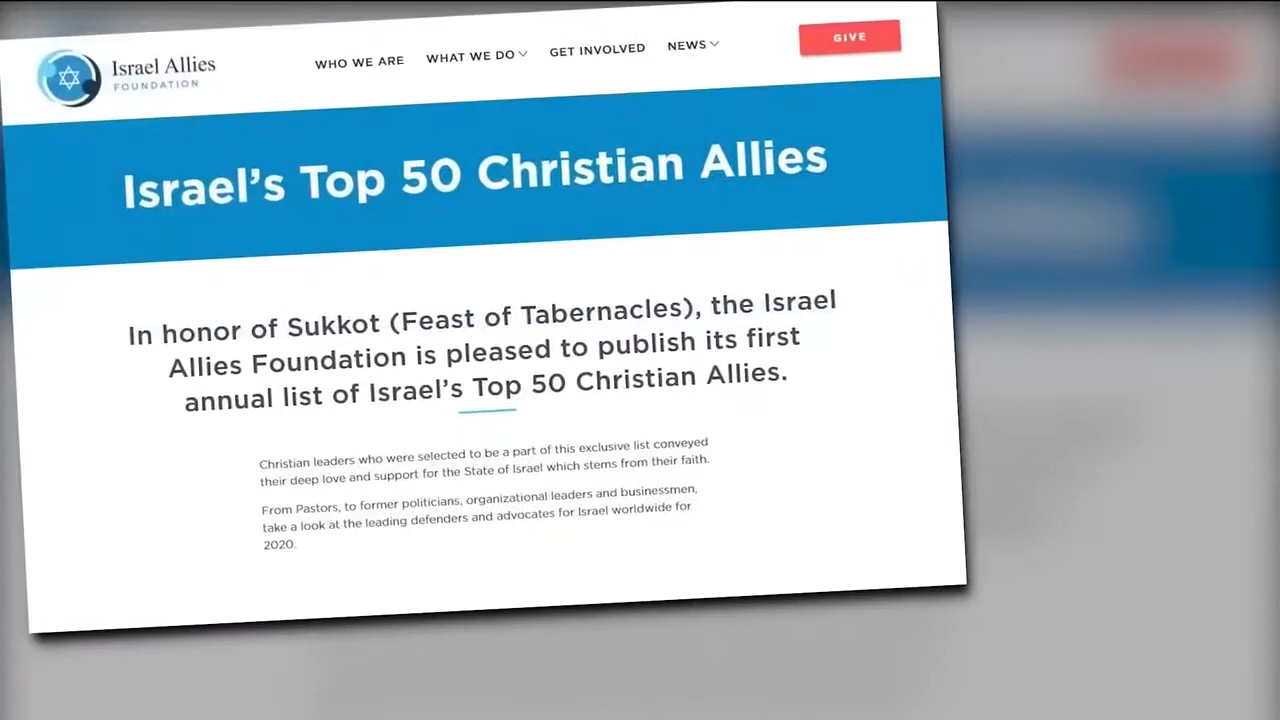 Israel Allies
FOUNDATION
WHO WE ARE
WHAT WE DO
GET INVOLVED
NEWS
GIVE
Israel’s Top 50 Christian Allies
In honor of Sukkot (Feast of Tabernacles), the Israel
Allies Foundation is pleased to publish its first
annual list of Israel’s Top 50 Christian Allies.
Christian leaders who were selected to be a part of this exclusive list conveyed
their deep love and support for the State of Israel which stems from their faith.
From Pastors, to former politicians, organizational leaders and businessmen,
take a look at the leading defenders and advocates for Israel worldwide for
2020.